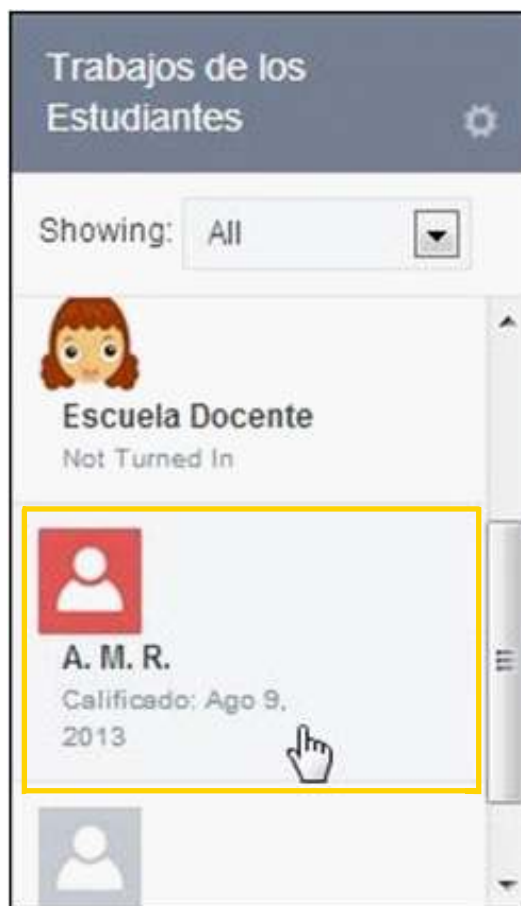 Trabajos de los
Estudiantes
Showing: All
Escuela Docente
Not Turned In
A. M. R.
Calificado: Ago 9,
2013